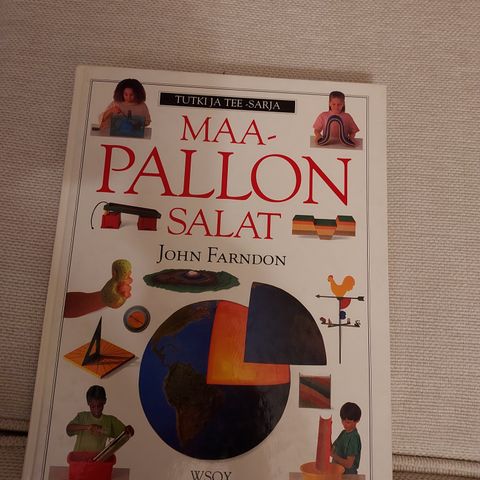 TUTKI JA TEE -SARJA
MAA-
PALLON
SALAT
JOHN FARNDON
WSOY